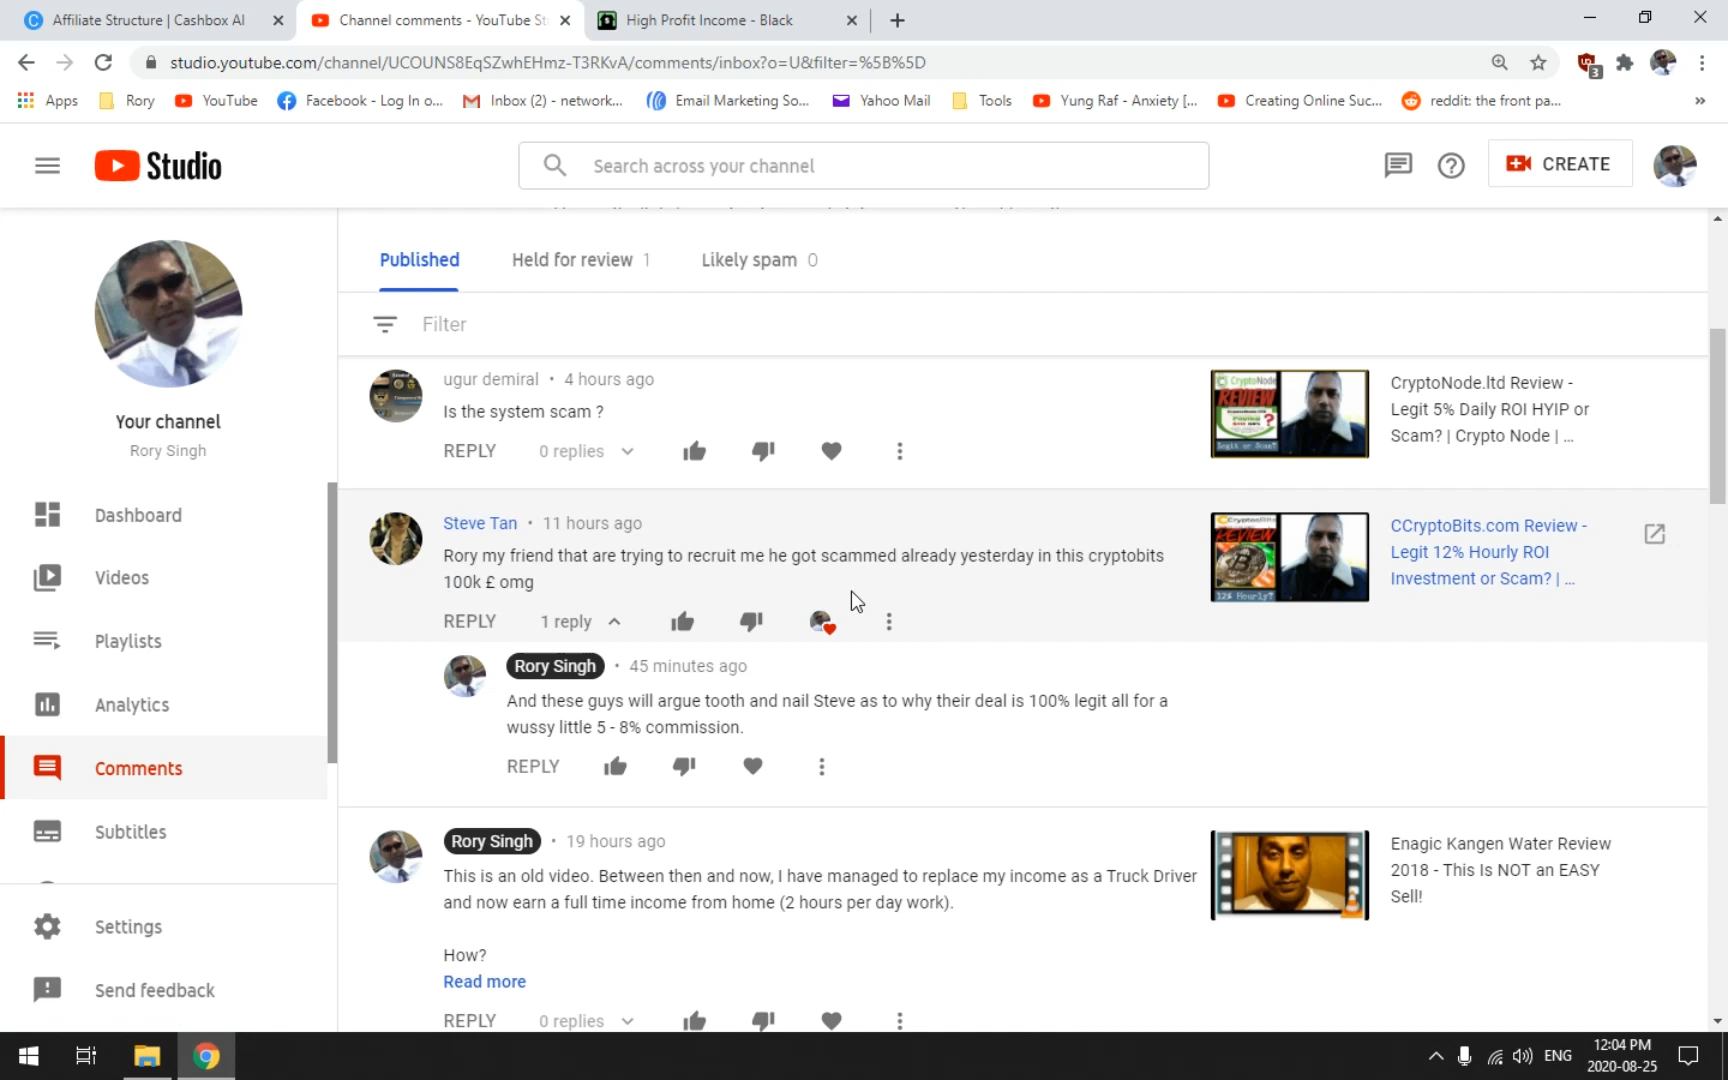 Affiliate Structure | Cashbox AI
Channel comments - YouTube St
High Profit Income - Black
studio.youtube.com/channel/UCOUNS8EqSZwhEHmz-T3RKvA/comments/inbox?o=U&filter=%5B%5D
3
Apps
Rory
YouTube
Facebook - Log In o...
Inbox (2) - network...
Email Marketing So...
Yahoo Mail
Tools
Yung Raf - Anxiety [...
Creating Online Suc...
reddit: the front pa...
Studio
Search across your channel
CREATE
Your channel
Rory Singh
Dashboard
Videos
Playlists
Analytics
Comments
Subtitles
Settings
Send feedback
Published
Held for review 1
Likely spam 0
Filter
ugur demiral • 4 hours ago
Is the system scam ?
REPLY 0 replies
CryptoNode
REVIEW
Legit or Scam?
CryptoNode.ltd Review -
Legit 5% Daily ROI HYIP or
Scam? | Crypto Node | ...
Steve Tan • 11 hours ago
Rory my friend that are trying to recruit me he got scammed already yesterday in this cryptobits
100k £ omg
REPLY 1 reply
REVIEW
12% Hourly?
CCryptoBits.com Review -
Legit 12% Hourly ROI
Investment or Scam? | ...
Rory Singh • 45 minutes ago
And these guys will argue tooth and nail Steve as to why their deal is 100% legit all for a
wussy little 5 - 8% commission.
REPLY
Rory Singh • 19 hours ago
This is an old video. Between then and now, I have managed to replace my income as a Truck Driver
and now earn a full time income from home (2 hours per day work).
How?
Read more
REPLY 0 replies
Enagic Kangen Water Review
2018 - This Is NOT an EASY
Sell!
ENG
12:04 PM
2020-08-25